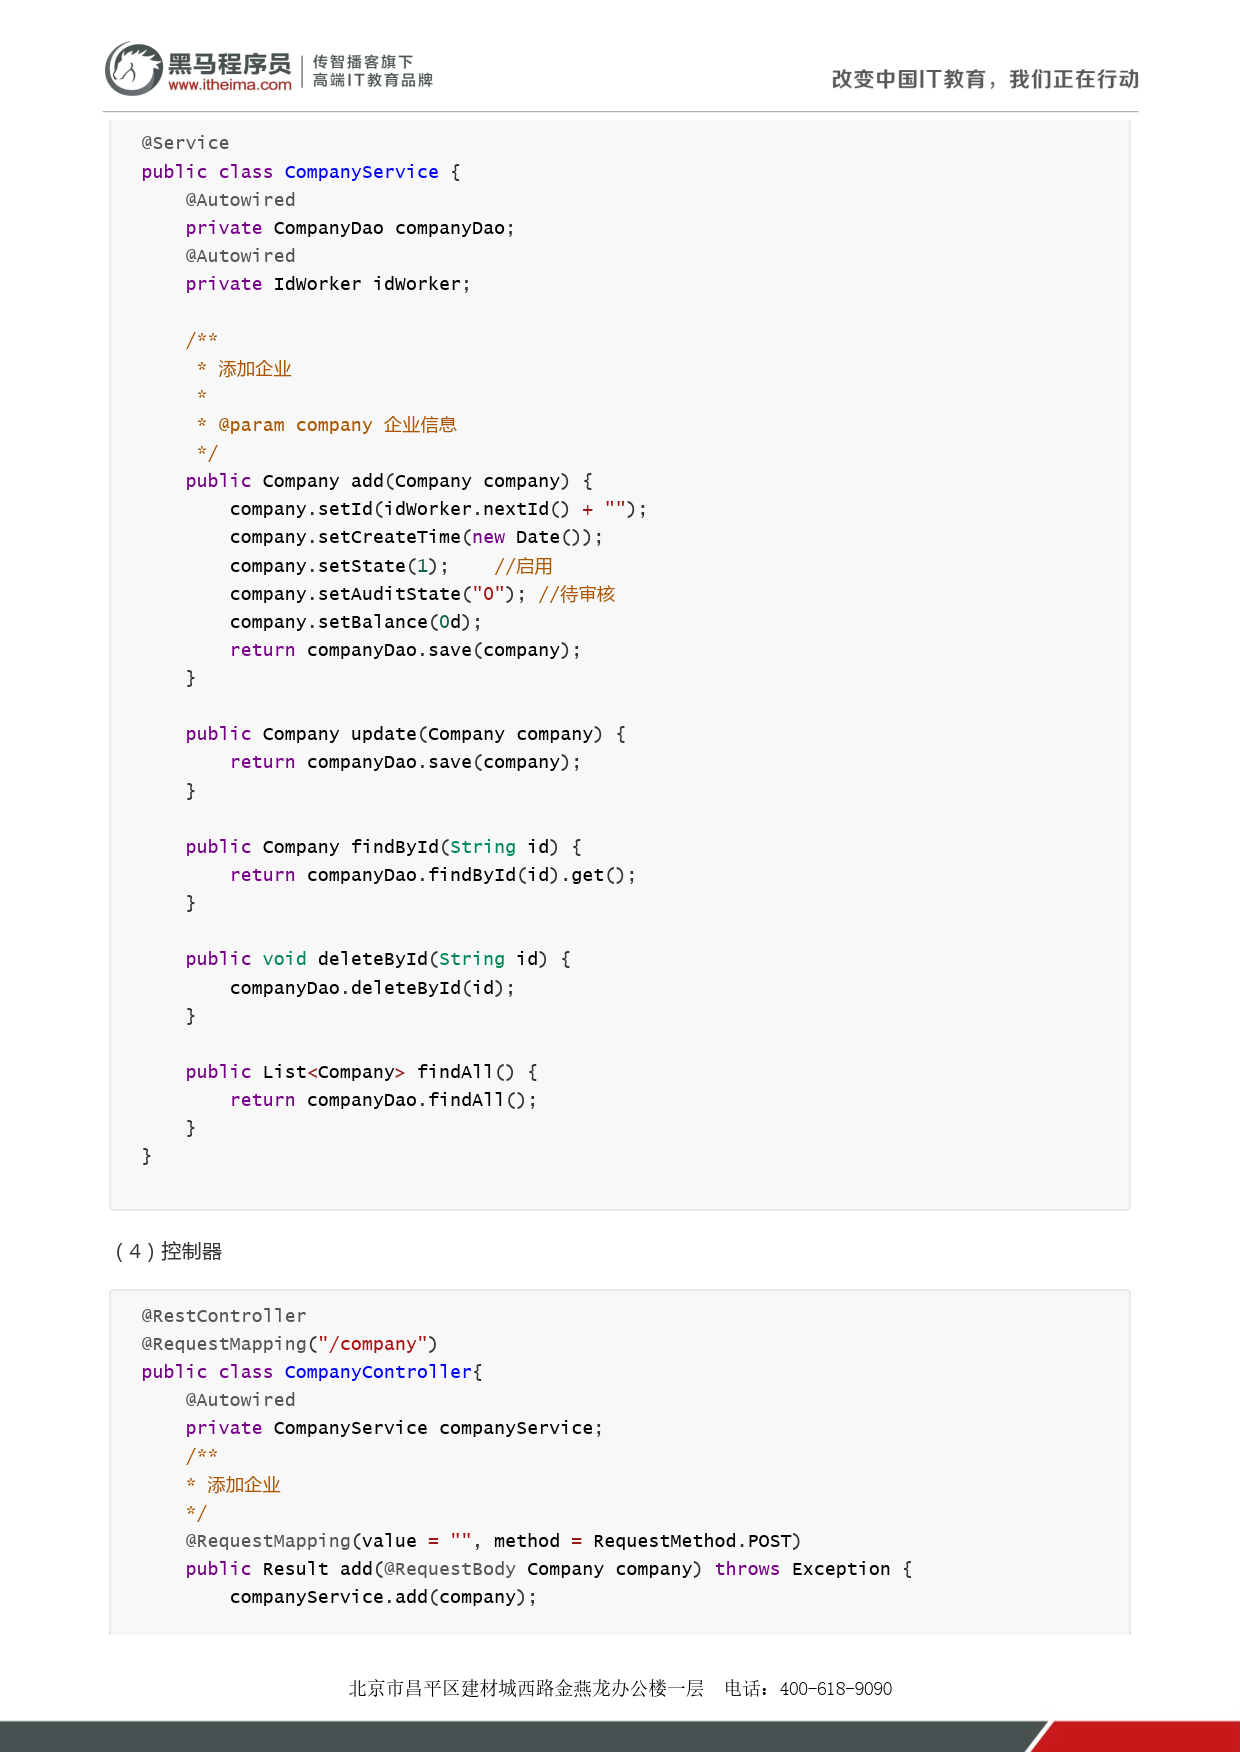 黑马程序员
www.itheima.com
传智播客旗下
高端IT教育品牌
改变中国IT教育，我们正在行动
@Service
public class CompanyService {
    @Autowired
    private CompanyDao companyDao;
    @Autowired
    private IdWorker idWorker;

    /**
     * 添加企业
     *
     * @param company 企业信息
     */
    public Company add(Company company) {
        company.setId(idWorker.nextId() + "");
        company.setCreateTime(new Date());
        company.setState(1);    //启用
        company.setAuditState("0"); //待审核
        company.setBalance(0d);
        return companyDao.save(company);
    }

    public Company update(Company company) {
        return companyDao.save(company);
    }

    public Company findById(String id) {
        return companyDao.findById(id).get();
    }

    public void deleteById(String id) {
        companyDao.deleteById(id);
    }

    public List<Company> findAll() {
        return companyDao.findAll();
    }
}
（4）控制器
@RestController
@RequestMapping("/company")
public class CompanyController{
    @Autowired
    private CompanyService companyService;
    /**
    * 添加企业
    */
    @RequestMapping(value = "", method = RequestMethod.POST)
    public Result add(@RequestBody Company company) throws Exception {
        companyService.add(company);
北京市昌平区建材城西路金燕龙办公楼一层   电话：400-618-9090